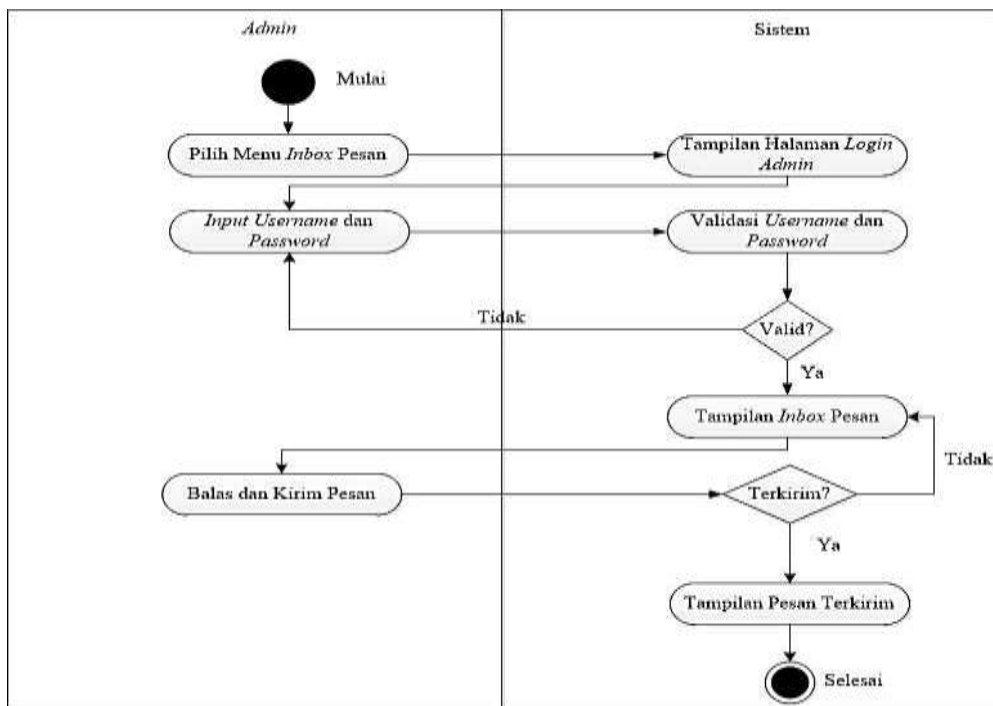 Admin
Sistem
Mulai
Pilih Menu Inbox Pesan
Tampilan Halaman Login
Admin
Input Username dan
Password
Validasi Username dan
Password
Tidak
Valid?
Ya
Tampilan Inbox Pesan
Tidak
Balas dan Kirim Pesan
Terkirim?
Ya
Tampilan Pesan Terkirim
Selesai